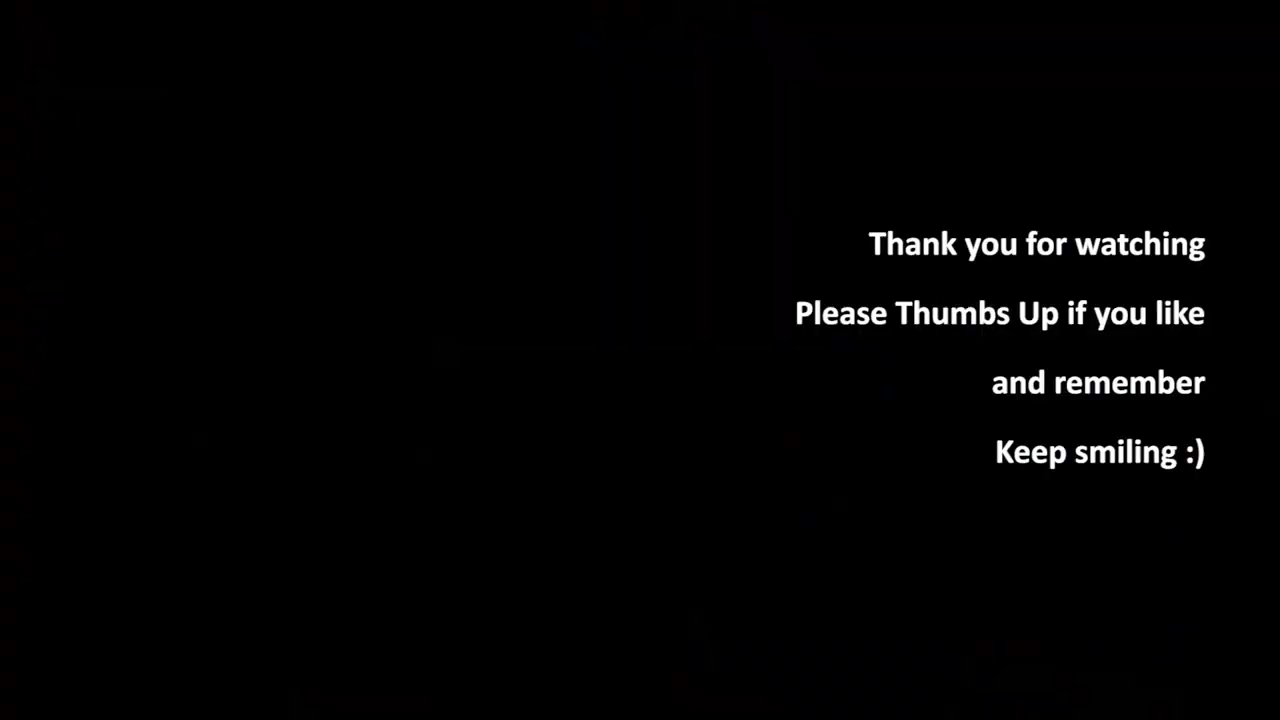 Thank you for watching
Please Thumbs Up if you like
and remember
Keep smiling :)